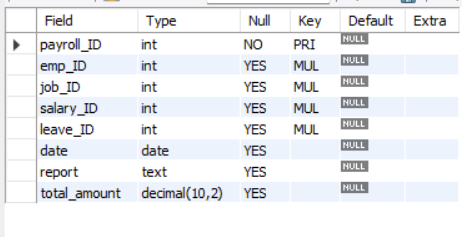 Field Type Null Key Default Extra
payroll_ID int NO PRI NULL
emp_ID int YES MUL NULL
job_ID int YES MUL NULL
salary_ID int YES MUL NULL
leave_ID int YES MUL NULL
date date YES NULL
report text YES NULL
total_amount decimal(10,2) YES NULL